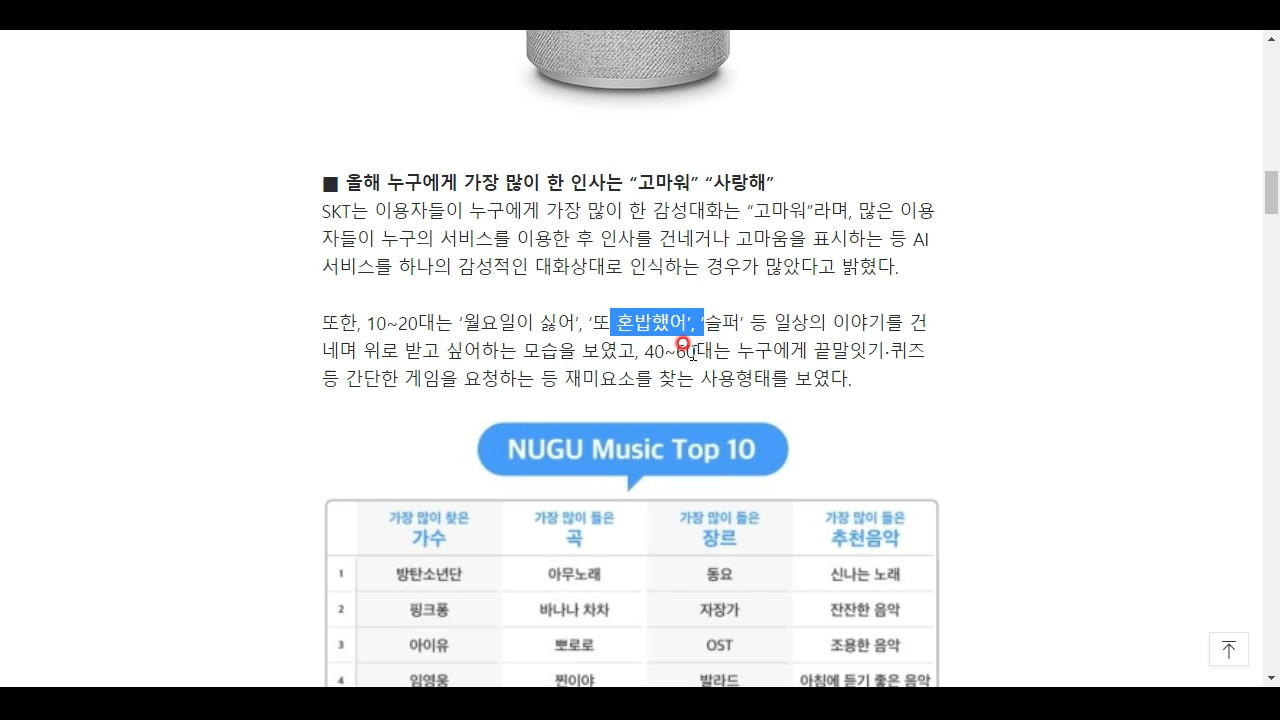 ■ 올해 누구에게 가장 많이 한 인사는 “고마워” “사랑해”
SKT는 이용자들이 누구에게 가장 많이 한 감성대화는 “고마워”라며, 많은 이용
자들이 누구의 서비스를 이용한 후 인사를 건네거나 고마움을 표시하는 등 AI
서비스를 하나의 감성적인 대화상대로 인식하는 경우가 많았다고 밝혔다.
또한, 10~20대는 ‘월요일이 싫어’, ‘또 혼밥했어’, ‘슬퍼’ 등 일상의 이야기를 건
네며 위로 받고 싶어하는 모습을 보였고, 40~60대는 누구에게 끝말잇기·퀴즈
등 간단한 게임을 요청하는 등 재미요소를 찾는 사용형태를 보였다.
NUGU Music Top 10
가장 많이 찾은 가장 많이 들은 가장 많이 들은 가장 많이 들은
가수 곡 장르 추천음악
1 방탄소년단 아무노래 동요 신나는 노래
2 핑크퐁 바나나 차차 자장가 잔잔한 음악
3 아이유 뽀로로 OST 조용한 음악
4 임영웅 찐이야 발라드 아침에 듣기 좋은 음악